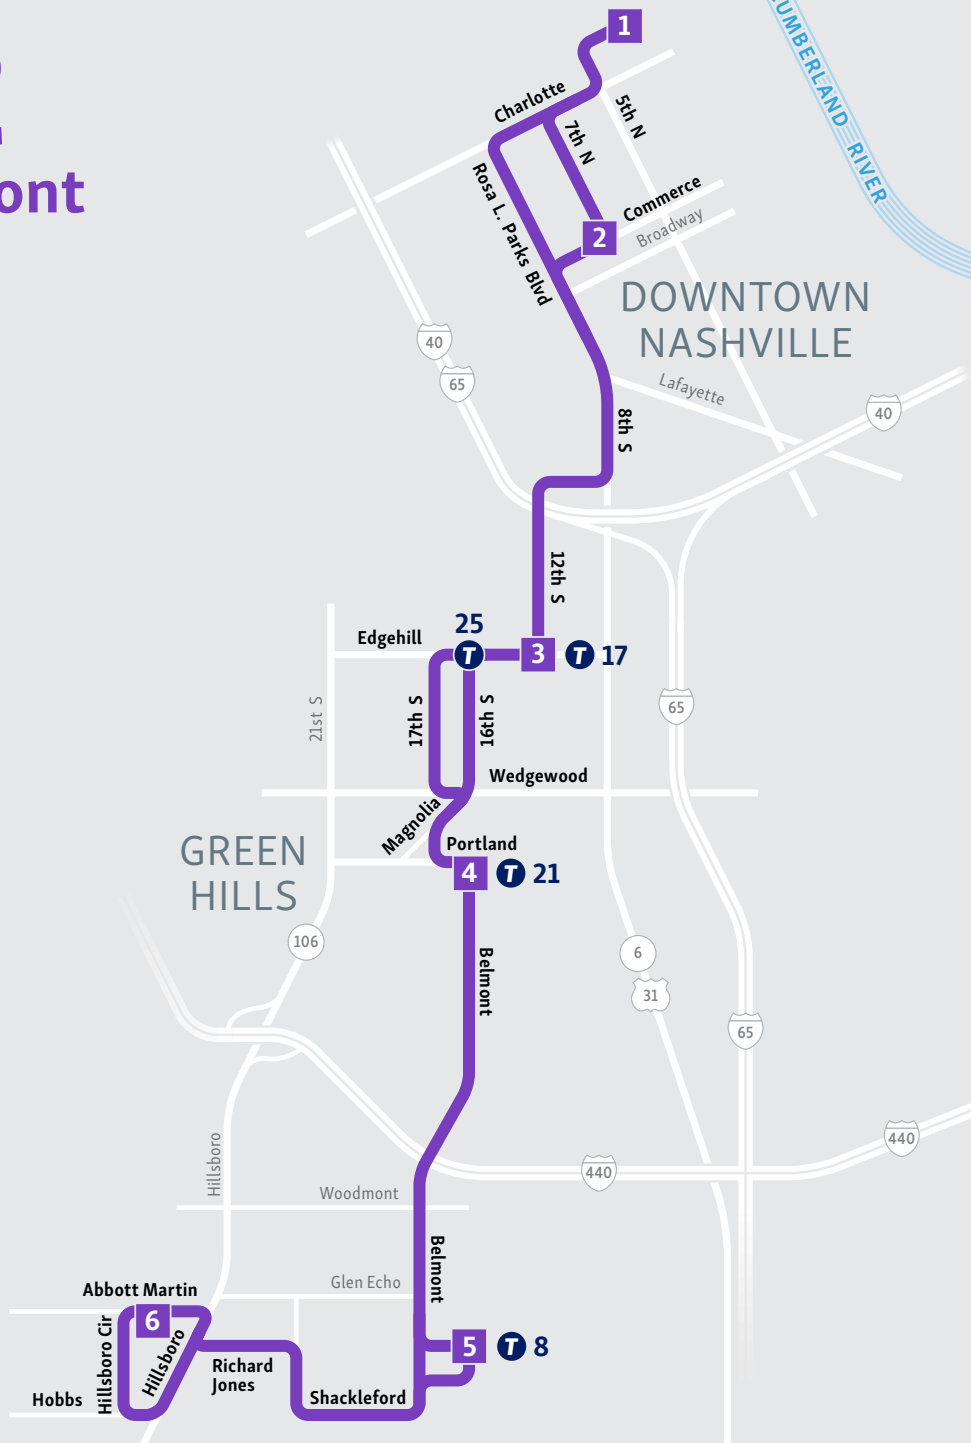 ont
1
Charlotte
5th N
7th N
CUMBERLAND RIVER
Rosa L. Parks Blvd
Commerce
2
Broadway
DOWNTOWN
NASHVILLE
40
65
Lafayette
40
8th S
12th S
25
T
Edgehill
3
T 17
21st S
17th S
19th S
65
Wedgewood
Magnolia
Portland
GREEN
HILLS
4
T 21
106
Belmont
6
31
65
440
440
Hillsboro
Woodmont
Belmont
Glen Echo
Abbott Martin
6
Hillsboro Cir
Hillsboro
5
T 8
Richard
Jones
Hobbs
Shackleford